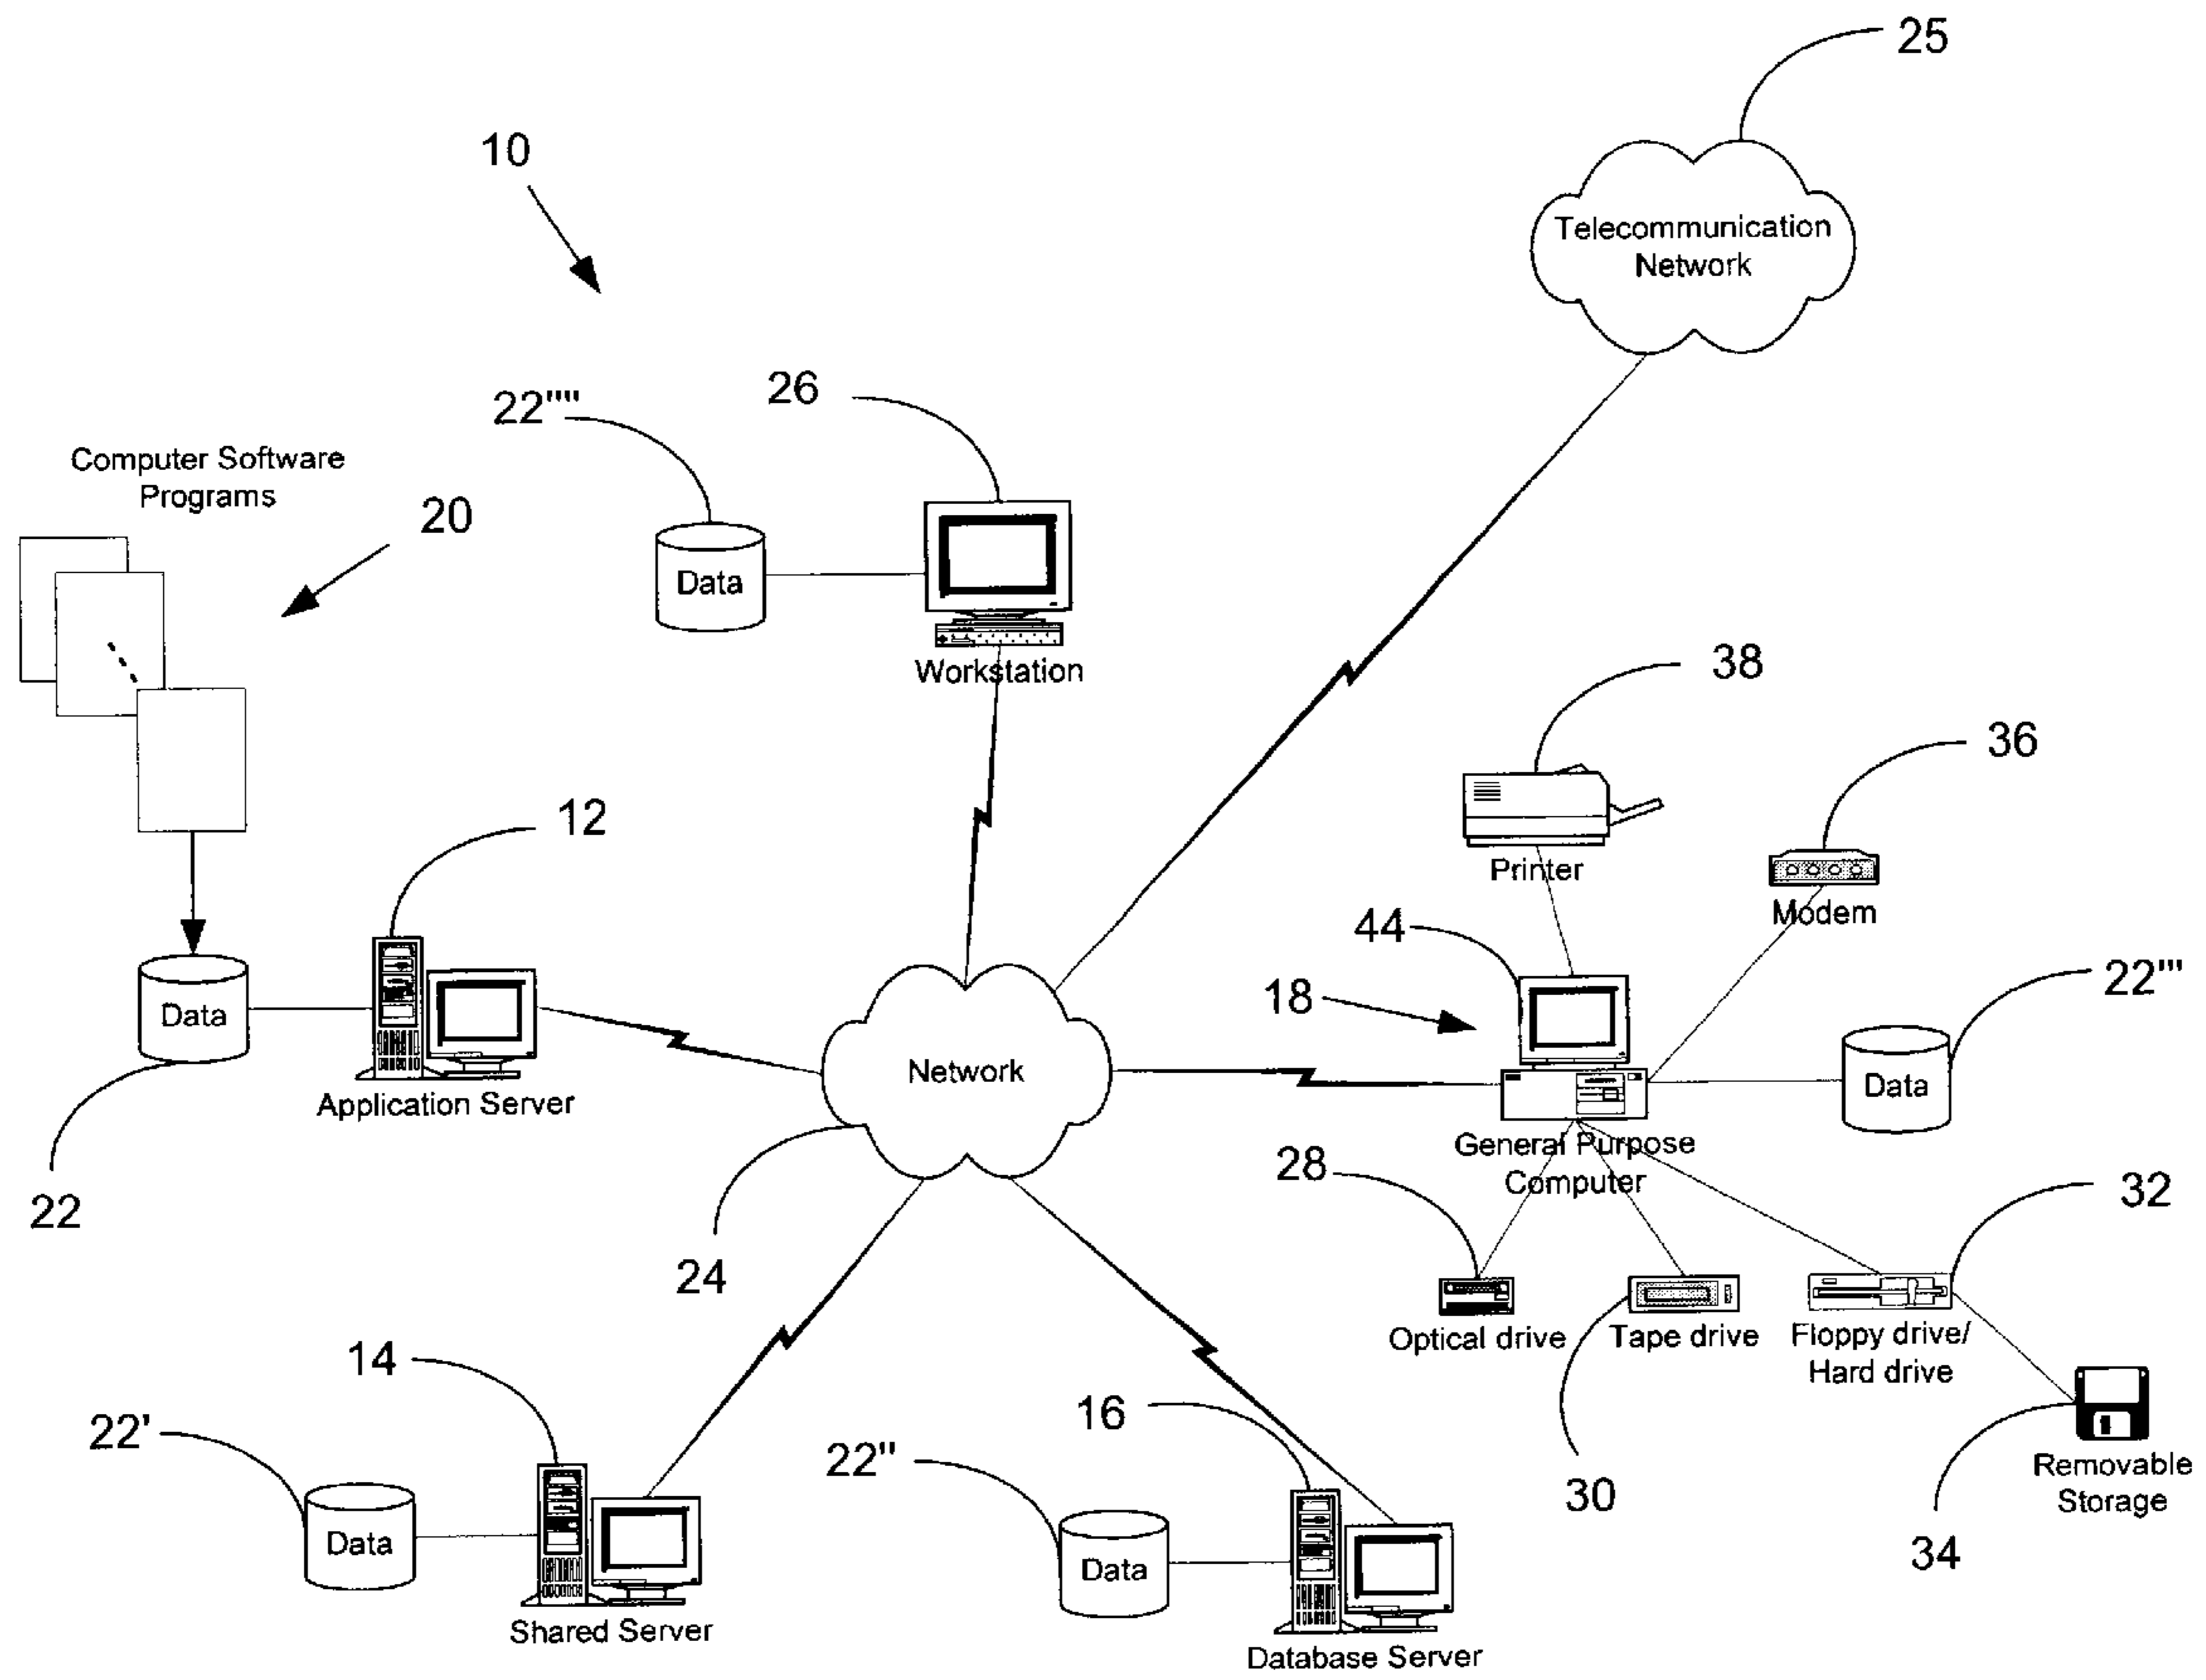 25
10
Telecommunication
Network
26
22""
Computer Software
Programs
20
Data
Workstation
38
36
12
Printer
Modem
44
22'''
18
Data
Network
Data
Application Server
General Purpose
Computer
28
32
22
24
Optical drive
Tape drive
Floppy drive/
Hard drive
14
16
22'
22"
30
Removable
Storage
34
Data
Data
Shared Server
Database Server